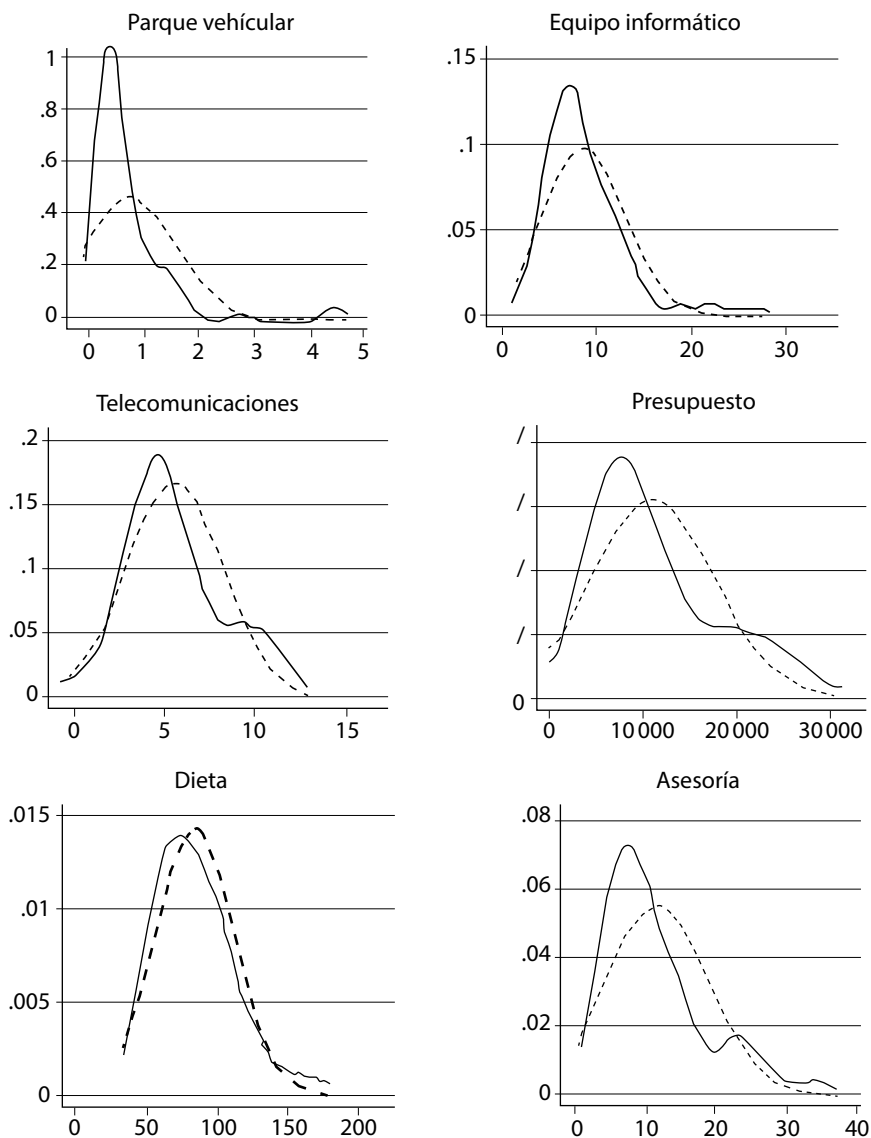 Parque vehícular
1
.8
.6
.4
.2
0
0 1 2 3 4 5
Equipo informático
.15
.1
.05
0
0 10 20 30
Telecomunicaciones
.2
.15
.1
.05
0
0 5 10 15
Presupuesto
/
/
/
/
0
0 10 000 20 000 30 000
Dieta
.015
.01
.005
0
0 50 100 150 200
Asesoría
.08
.06
.04
.02
0
0 10 20 30 40